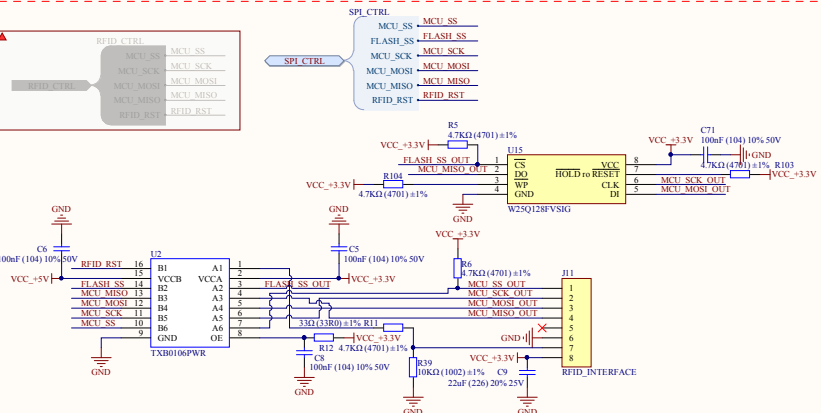 SPI_CTRL
MCU_SS MCU_SS
FLASH_SS FLASH_SS
SPI_CTRL
MCU_SCK MCU_SCK
MCU_MOSI MCU_MOSI
MCU_MISO MCU_MISO
RFID_RST RFID_RST
RFID_CTRL
MCU_SS MCU_SS
MCU_SCK MCU_SCK
RFID_CTRL
MCU_MOSI MCU_MOSI
MCU_MISO MCU_MISO
RFID_RST RFID_RST
R5
4.7KΩ (4701) ±1%
VCC_+3.3V
FLASH_SS_OUT
MCU_MISO_OUT
R104
VCC_+3.3V
4.7KΩ (4701) ±1%
GND
U15
1 CS VCC 8
2 DO HOLD ro RESET 7
3 WP CLK 6
4 GND DI 5
W25Q128FVSIG
VCC_+3.3V
C71
100nF (104) 10% 50V
GND
4.7KΩ (4701) ±1% R103
VCC_+3.3V
MCU_SCK_OUT
MCU_MOSI_OUT
GND
C6
100nF (104) 10% 50V
VCC_+5V
RFID_RST
FLASH_SS
MCU_MISO
MCU_MOSI
MCU_SCK
MCU_SS
GND
U2
16 B1 A1 1
15 VCCB VCCA 2
14 B2 A2 3
13 B3 A3 4
12 B4 A4 5
11 B5 A5 6
10 B6 A6 7
9 GND OE 8
TXB0106PWR
GND
C5
100nF (104) 10% 50V
VCC_+3.3V
FLASH_SS_OUT
33Ω (33R0) ±1% R11
VCC_+3.3V
R12 4.7KΩ (4701) ±1%
C8
100nF (104) 10% 50V
GND
R39
10KΩ (1002) ±1%
GND
VCC_+3.3V
R6
4.7KΩ (4701) ±1%
MCU_SS_OUT
MCU_SCK_OUT
MCU_MOSI_OUT
MCU_MISO_OUT
GND
VCC_+3.3V
C9
22uF (226) 20% 25V
GND
J11
1
2
3
4
5
6
7
8
RFID_INTERFACE